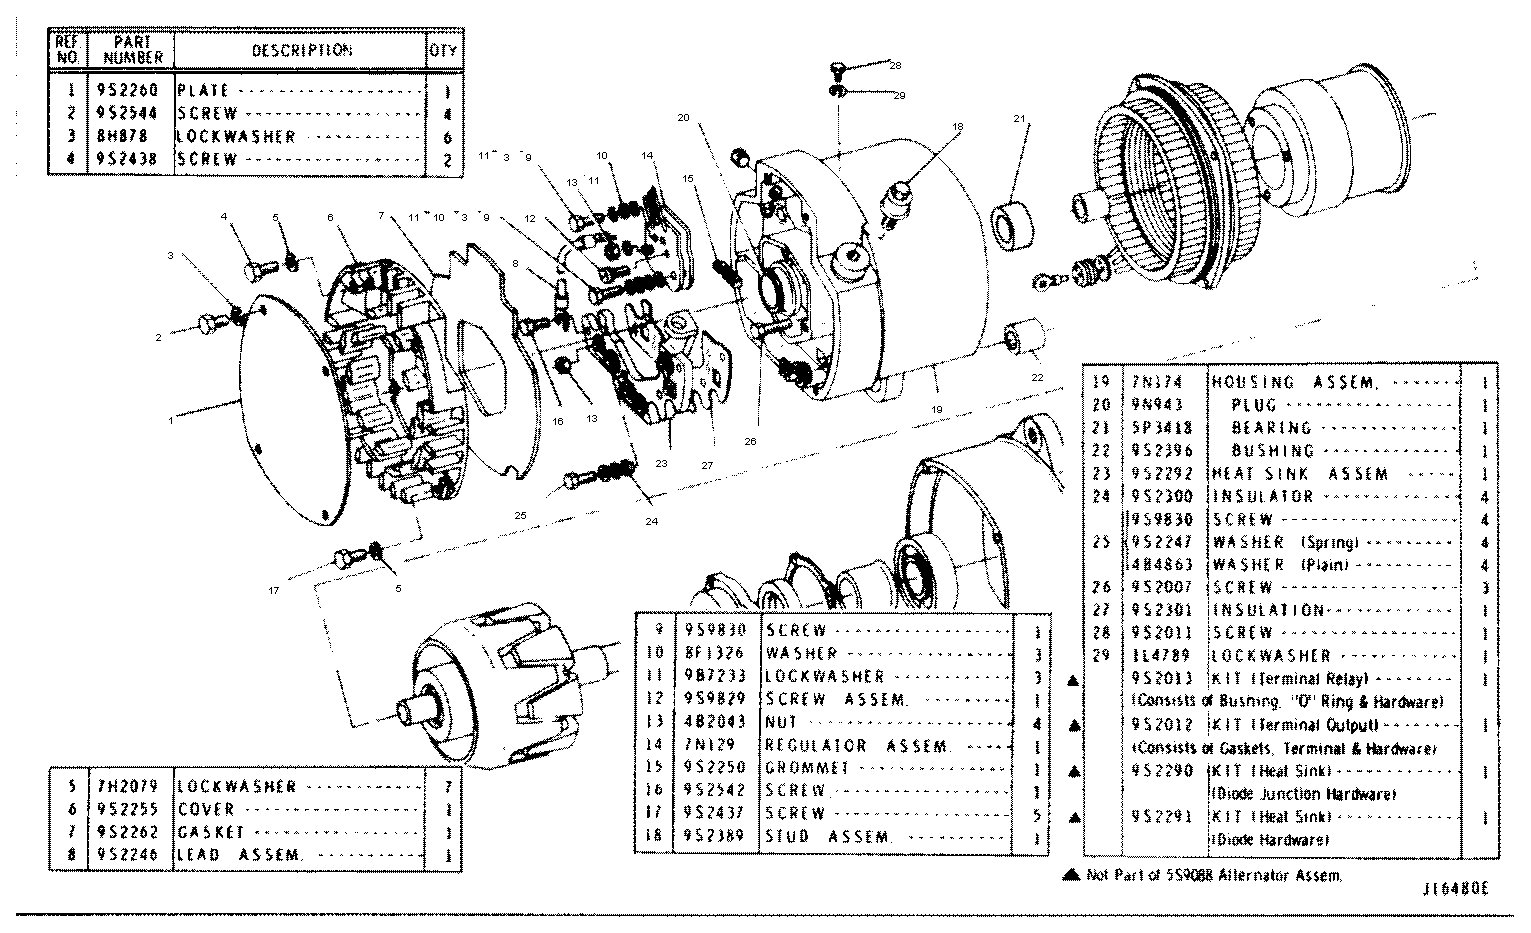 REF. NO. PART NUMBER DESCRIPTION QTY
1 9S2260 PLATE 1
2 9S2544 SCREW 4
3 8H878 LOCKWASHER 6
4 9S2438 SCREW 2
28
29
20
18
21
11 3 9
10
14
13
11
15
4
5
6
7
11 10 3 9
12
3
8
2
1
16
13
26
19
22
23
27
25
24
17
5
19 7N174 HOUSING ASSEM. 1
20 9N943 PLUG 1
21 5P3418 BEARING 1
22 9S2396 BUSHING 1
23 9S2292 HEAT SINK ASSEM 1
24 9S2300 INSULATOR 4
9S9830 SCREW 4
25 9S2247 WASHER (Spring) 4
4B4863 WASHER (Plain) 4
26 9S2007 SCREW 3
27 9S2301 INSULATION 1
28 9S2011 SCREW 1
29 1L4789 LOCKWASHER 1
▲ 9S2013 KIT (Terminal Relay) 1
(Consists of Bushing, "O" Ring & Hardware)
▲ 9S2012 KIT (Terminal Output) 1
(Consists of Gaskets, Terminal & Hardware)
▲ 9S2290 KIT (Heat Sink) 1
(Diode Junction Hardware)
▲ 9S2291 KIT (Heat Sink) 1
(Diode Hardware)
9 9S9830 SCREW 1
10 8F1326 WASHER 3
11 9B7233 LOCKWASHER 3
12 9S9829 SCREW ASSEM. 1
13 4B2043 NUT 4
14 7N129 REGULATOR ASSEM. 1
15 9S2250 GROMMET 1
16 9S2542 SCREW 1
17 9S2437 SCREW 5
18 9S2389 STUD ASSEM. 1
5 7H2079 LOCKWASHER 7
6 9S2255 COVER 1
7 9S2262 GASKET 1
8 9S2246 LEAD ASSEM. 1
▲ Not Part of 5S9088 Alternator Assem.
J16480E